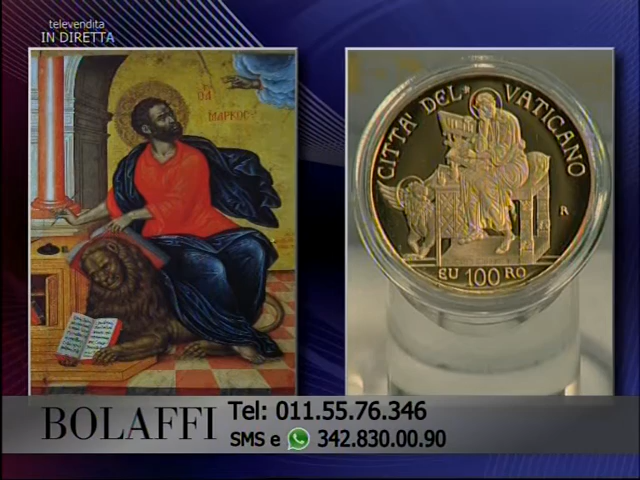 televendita
IN DIRETTA
ΜΑΡΚΟΣ
CITTA' DEL VATICANO
R
EU 100 RO
BOLAFFI
Tel: 011.55.76.346
SMS e 342.830.00.90